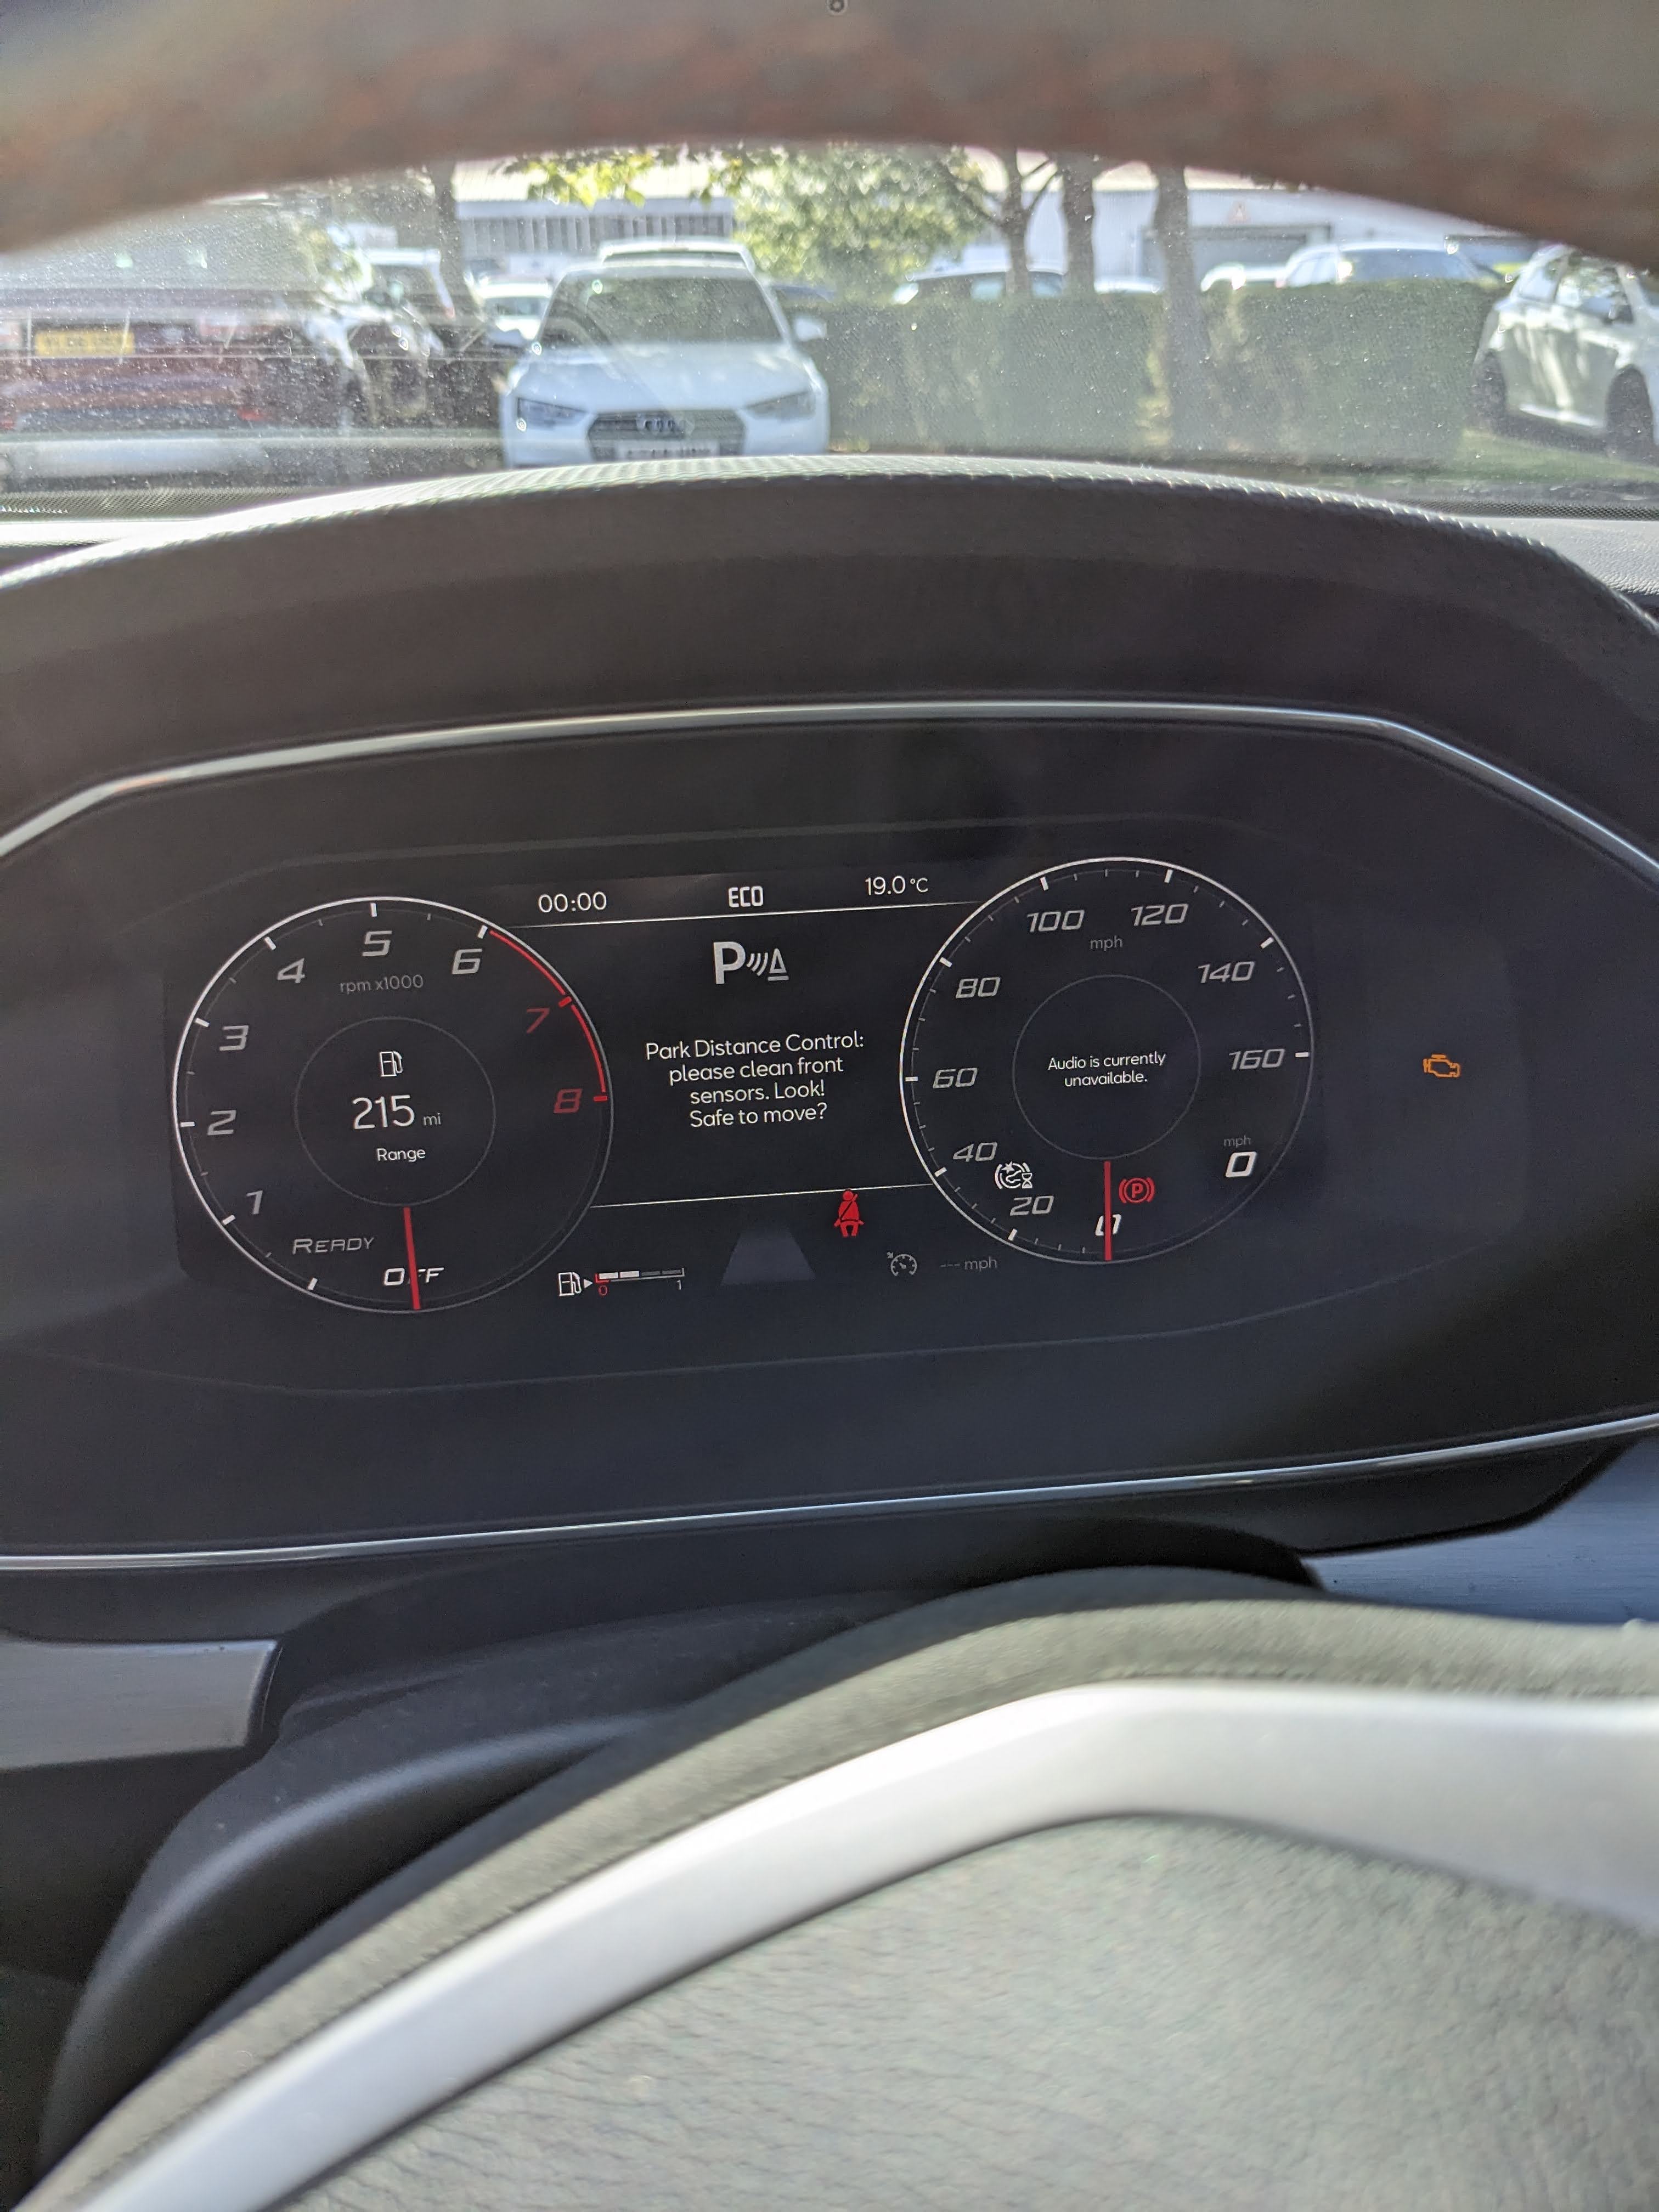 00:00
ECO
19.0 °C
P
1
2
3
4
5
6
7
8
rpm x1000
215 mi
Range
READY
OFF
Park Distance Control:
please clean front
sensors. Look!
Safe to move?
0
1
--- mph
20
40
60
80
100
120
140
160
mph
Audio is currently
unavailable.
mph
0
P
0